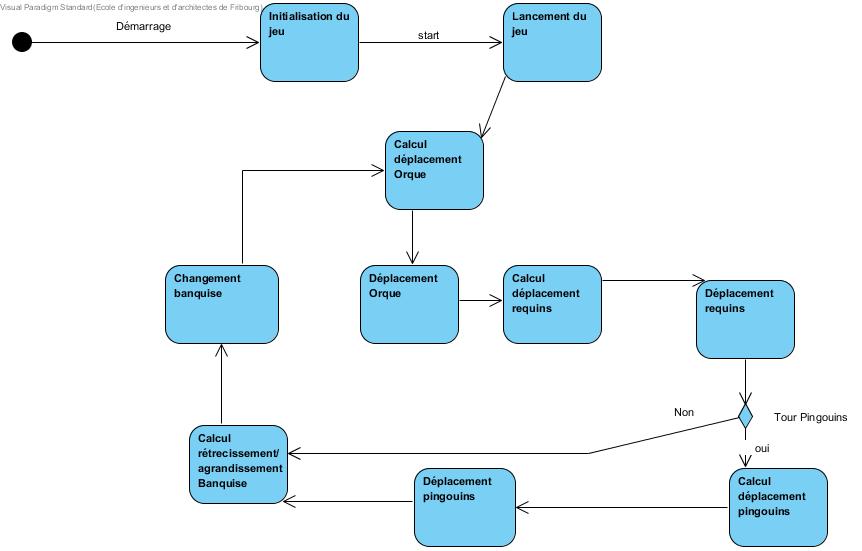 Visual Paradigm Standard(Ecole d'ingenieurs et d'architectes de Fribourg)
Démarrage
Initialisation du
jeu
start
Lancement du
jeu
Calcul
déplacement
Orque
Changement
banquise
Déplacement
Orque
Calcul
déplacement
requins
Déplacement
requins
Non
Tour Pingouins
oui
Calcul
rétrecissement/
agrandissement
Banquise
Déplacement
pingouins
Calcul
déplacement
pingouins